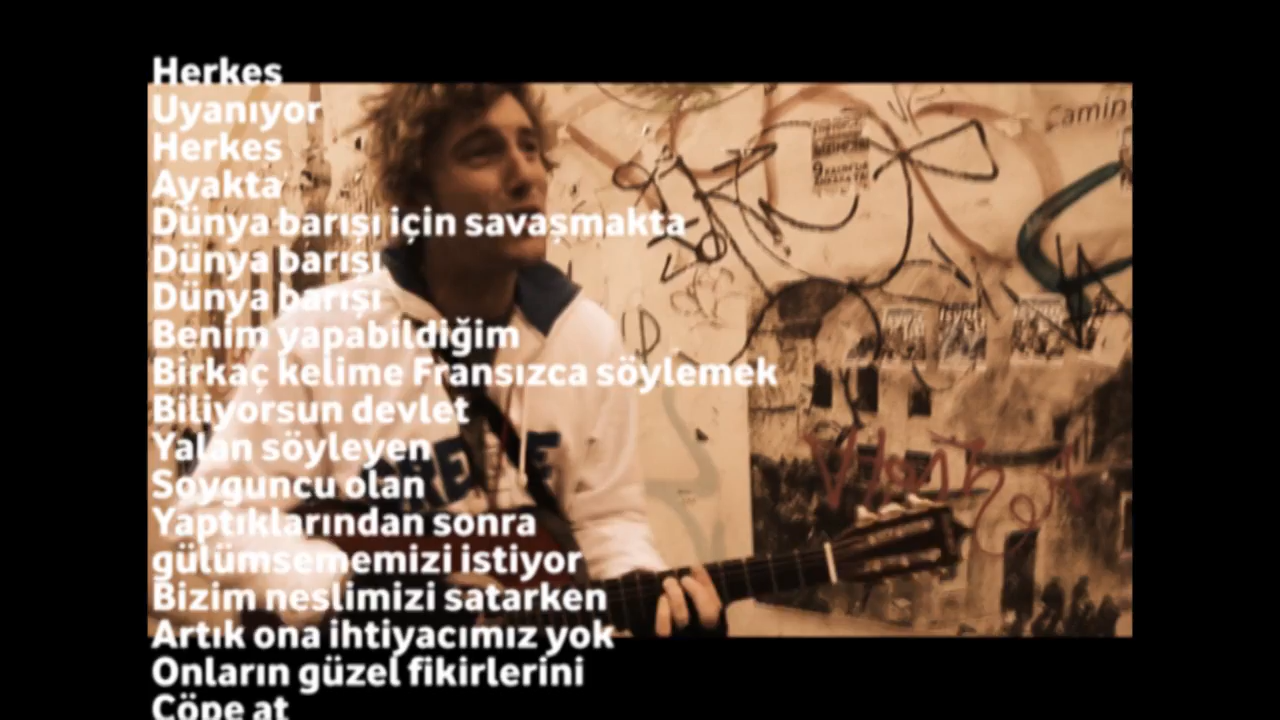 Herkes
Uyanıyor
Herkes
Ayakta
Dünya barışı için savaşmakta
Dünya barışı
Dünya barışı
Benim yapabildiğim
Birkaç kelime Fransızca söylemek
Biliyorsun devlet
Yalan söyleyen
Soyguncu olan
Yaptıklarından sonra
gülümsememizi istiyor
Bizim neslimizi satarken
Artık ona ihtiyacımız yok
Onların güzel fikirlerini
Çöpe at
Camin